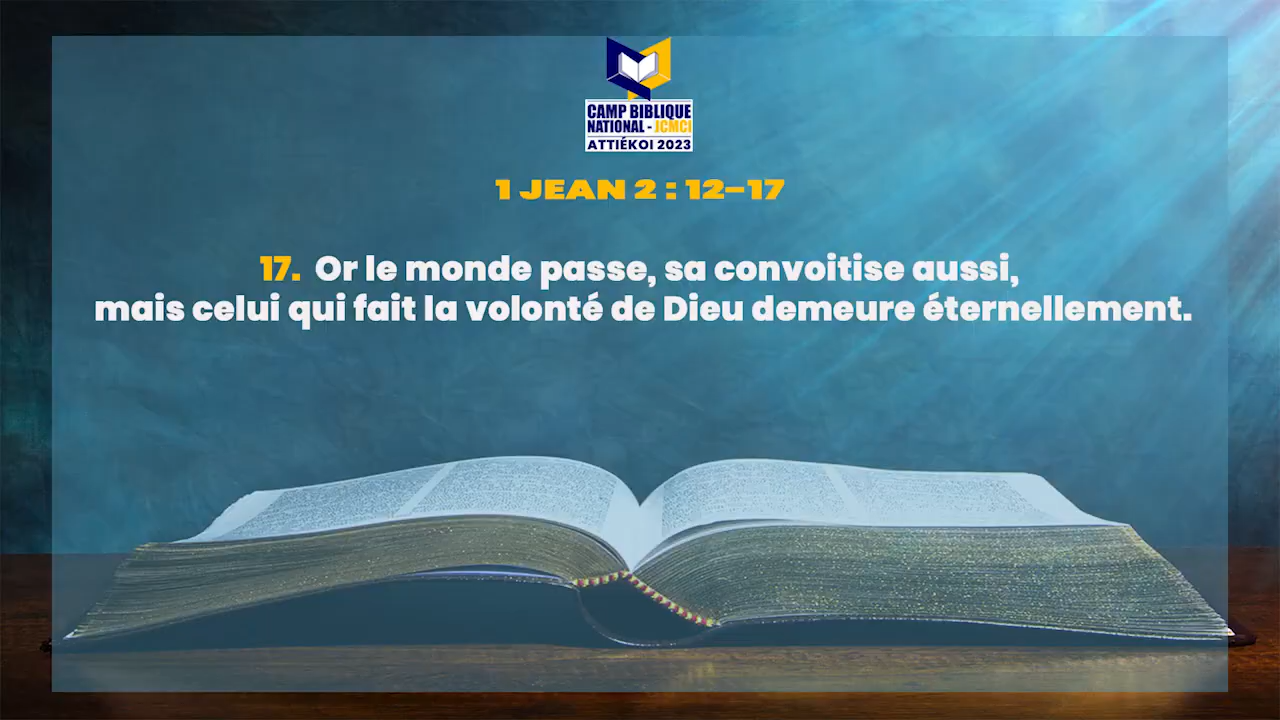 CAMP BIBLIQUE
NATIONAL - JCMCI
ATTIÉKOI 2023
1 JEAN 2 : 12–17
17. Or le monde passe, sa convoitise aussi,
mais celui qui fait la volonté de Dieu demeure éternellement.